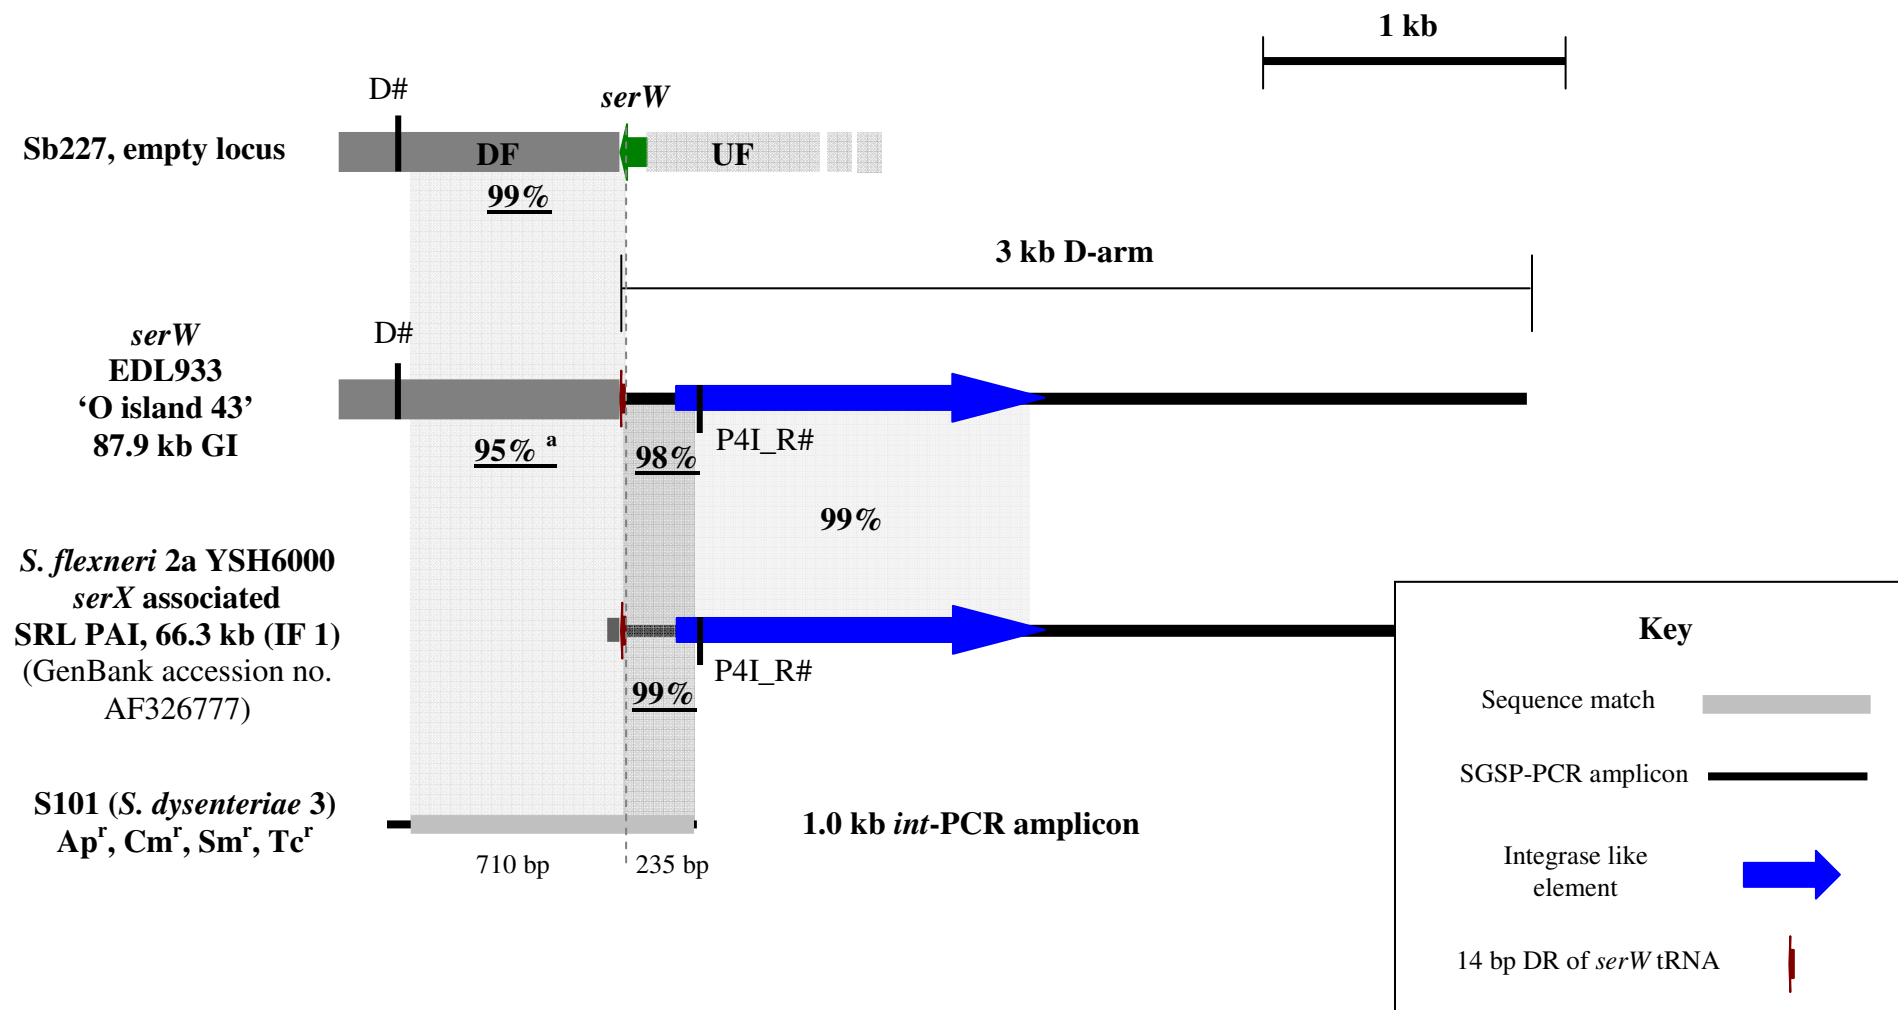 1 kb
D#
serW
Sb227, empty locus
DF
UF
99%
3 kb D-arm
serW
EDL933
‘O island 43’
87.9 kb GI
D#
P4I_R#
95% a
98%
99%
S. flexneri 2a YSH6000
serX associated
SRL PAI, 66.3 kb (IF 1)
(GenBank accession no.
AF326777)
P4I_R#
99%
S101 (S. dysenteriae 3)
Apr, Cmr, Smr, Tcr
1.0 kb int-PCR amplicon
710 bp
235 bp
Key
Sequence match
SGSP-PCR amplicon
Integrase like
element
14 bp DR of serW tRNA